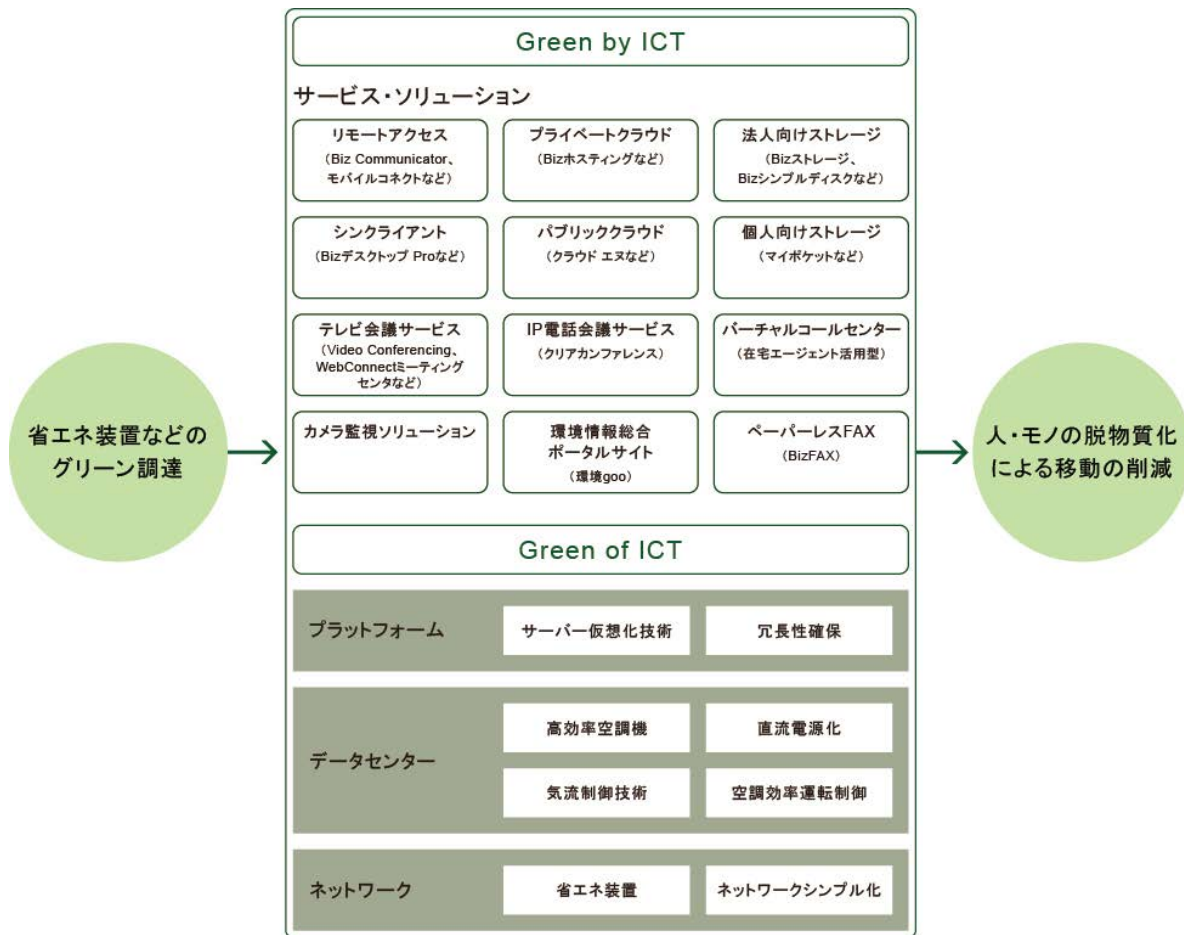 Green by ICT
サービス・ソリューション
リモートアクセス
（Biz Communicator、
モバイルコネクトなど）
プライベートクラウド
（Bizホスティングなど）
法人向けストレージ
（Bizストレージ、
Bizシンプルディスクなど）
シンクライアント
（Bizデスクトップ Proなど）
パブリッククラウド
（クラウド エヌなど）
個人向けストレージ
（マイポケットなど）
テレビ会議サービス
（Video Conferencing、
WebConnectミーティング
センタなど）
IP電話会議サービス
（クリアカンファレンス）
バーチャルコールセンター
（在宅エージェント活用型）
カメラ監視ソリューション
環境情報総合
ポータルサイト
（環境goo）
ペーパーレスFAX
（BizFAX）
省エネ装置などの
グリーン調達
人・モノの脱物質化
による移動の削減
Green of ICT
プラットフォーム
サーバー仮想化技術
冗長性確保
データセンター
高効率空調機
直流電源化
気流制御技術
空調効率運転制御
ネットワーク
省エネ装置
ネットワークシンプル化